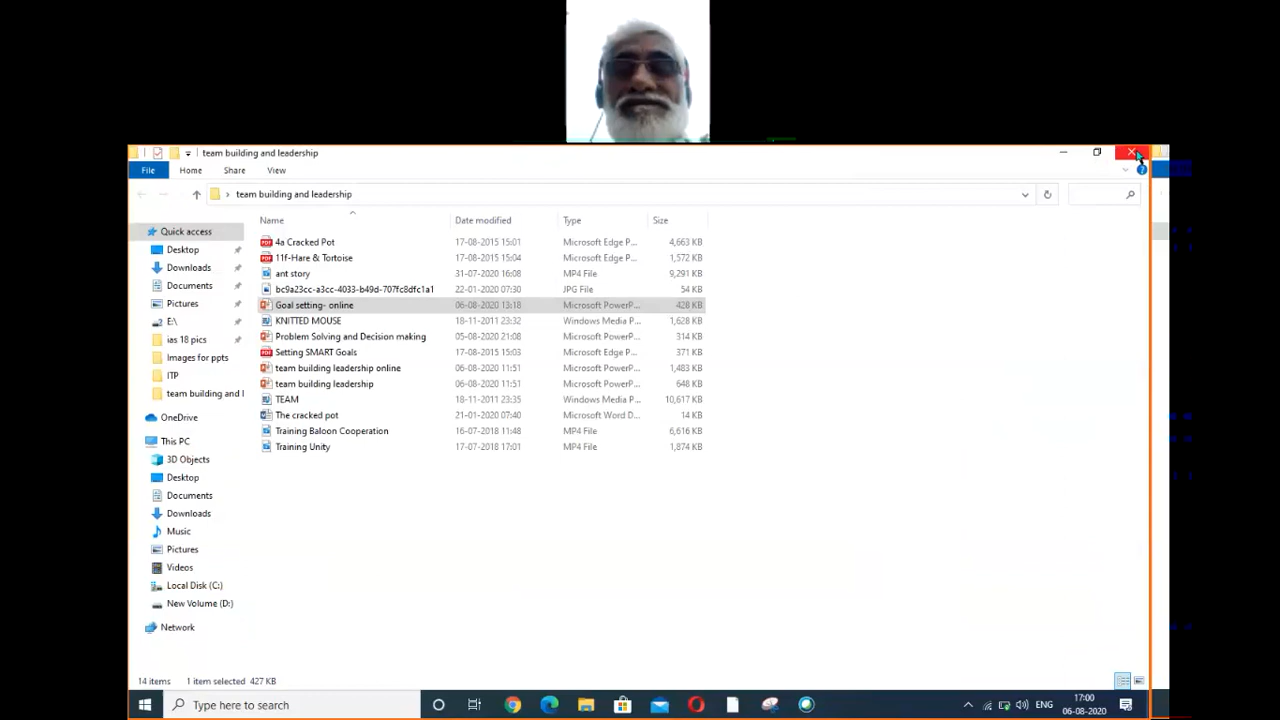 team building and leadership
File Home Share View
team building and leadership
Name Date modified Type Size
Quick access
Desktop
Downloads
Documents
Pictures
E:\
ias 18 pics
Images for ppts
ITP
team building and l
OneDrive
This PC
3D Objects
Desktop
Documents
Downloads
Music
Pictures
Videos
Local Disk (C:)
New Volume (D:)
Network
4a Cracked Pot 17-08-2015 15:01 Microsoft Edge P... 4,663 KB
11f-Hare & Tortoise 17-08-2015 15:04 Microsoft Edge P... 1,572 KB
ant story 31-07-2020 16:08 MP4 File 9,291 KB
bc9a23cc-a3cc-4033-b49d-707fc8dfc1a1 22-01-2020 07:30 JPG File 54 KB
Goal setting- online 06-08-2020 13:18 Microsoft PowerP... 428 KB
KNITTED MOUSE 18-11-2011 23:32 Windows Media P... 1,628 KB
Problem Solving and Decision making 05-08-2020 21:08 Microsoft PowerP... 314 KB
Setting SMART Goals 17-08-2015 15:03 Microsoft Edge P... 371 KB
team building leadership online 06-08-2020 11:51 Microsoft PowerP... 1,483 KB
team building leadership 06-08-2020 11:51 Microsoft PowerP... 648 KB
TEAM 18-11-2011 23:35 Windows Media P... 10,617 KB
The cracked pot 21-01-2020 07:40 Microsoft Word D... 14 KB
Training Baloon Cooperation 16-07-2018 11:48 MP4 File 6,616 KB
Training Unity 17-07-2018 17:01 MP4 File 1,874 KB
14 items 1 item selected 427 KB
Type here to search
ENG
17:00
06-08-2020